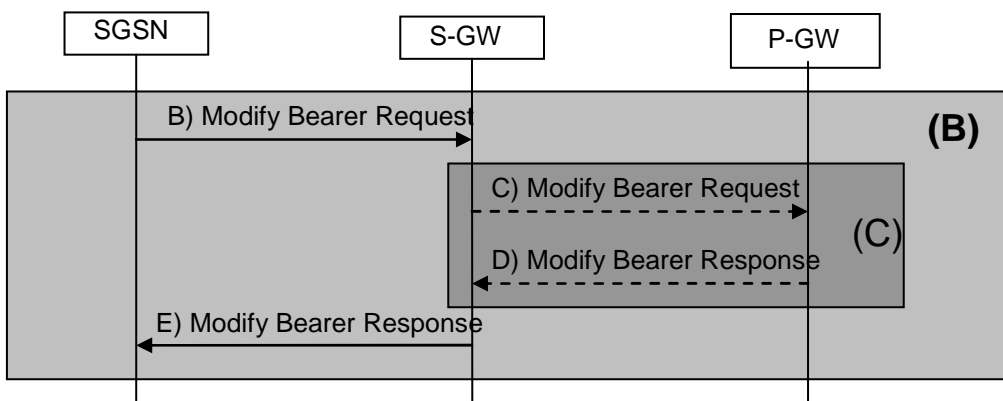 SGSN
S-GW
P-GW
B) Modify Bearer Request
(B)
C) Modify Bearer Request
(C)
D) Modify Bearer Response
E) Modify Bearer Response